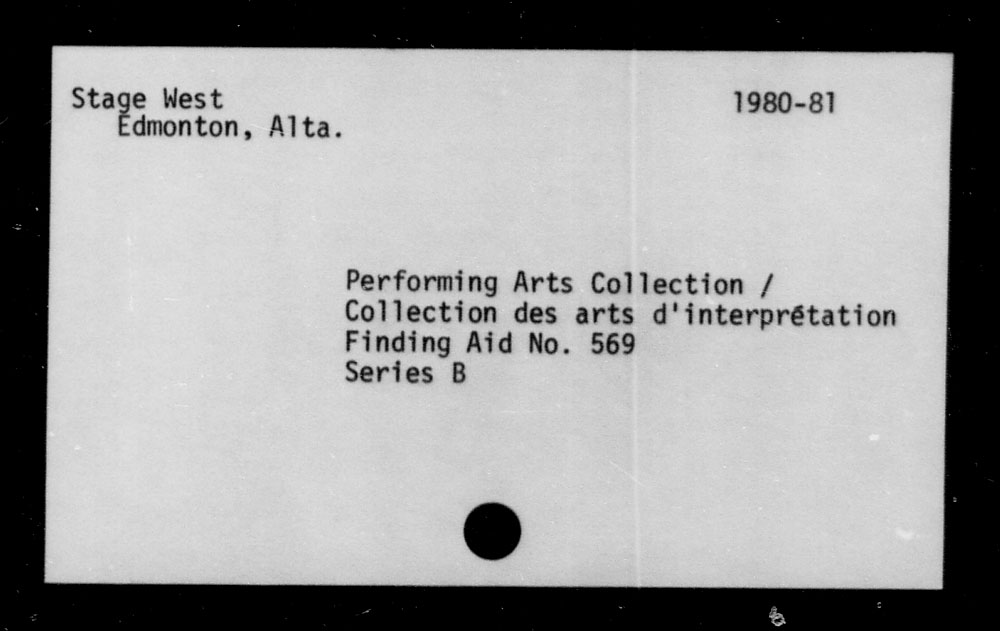 Stage West 1980-81
Edmonton, Alta.
Performing Arts Collection /
Collection des arts d'interprétation
Finding Aid No. 569
Series B